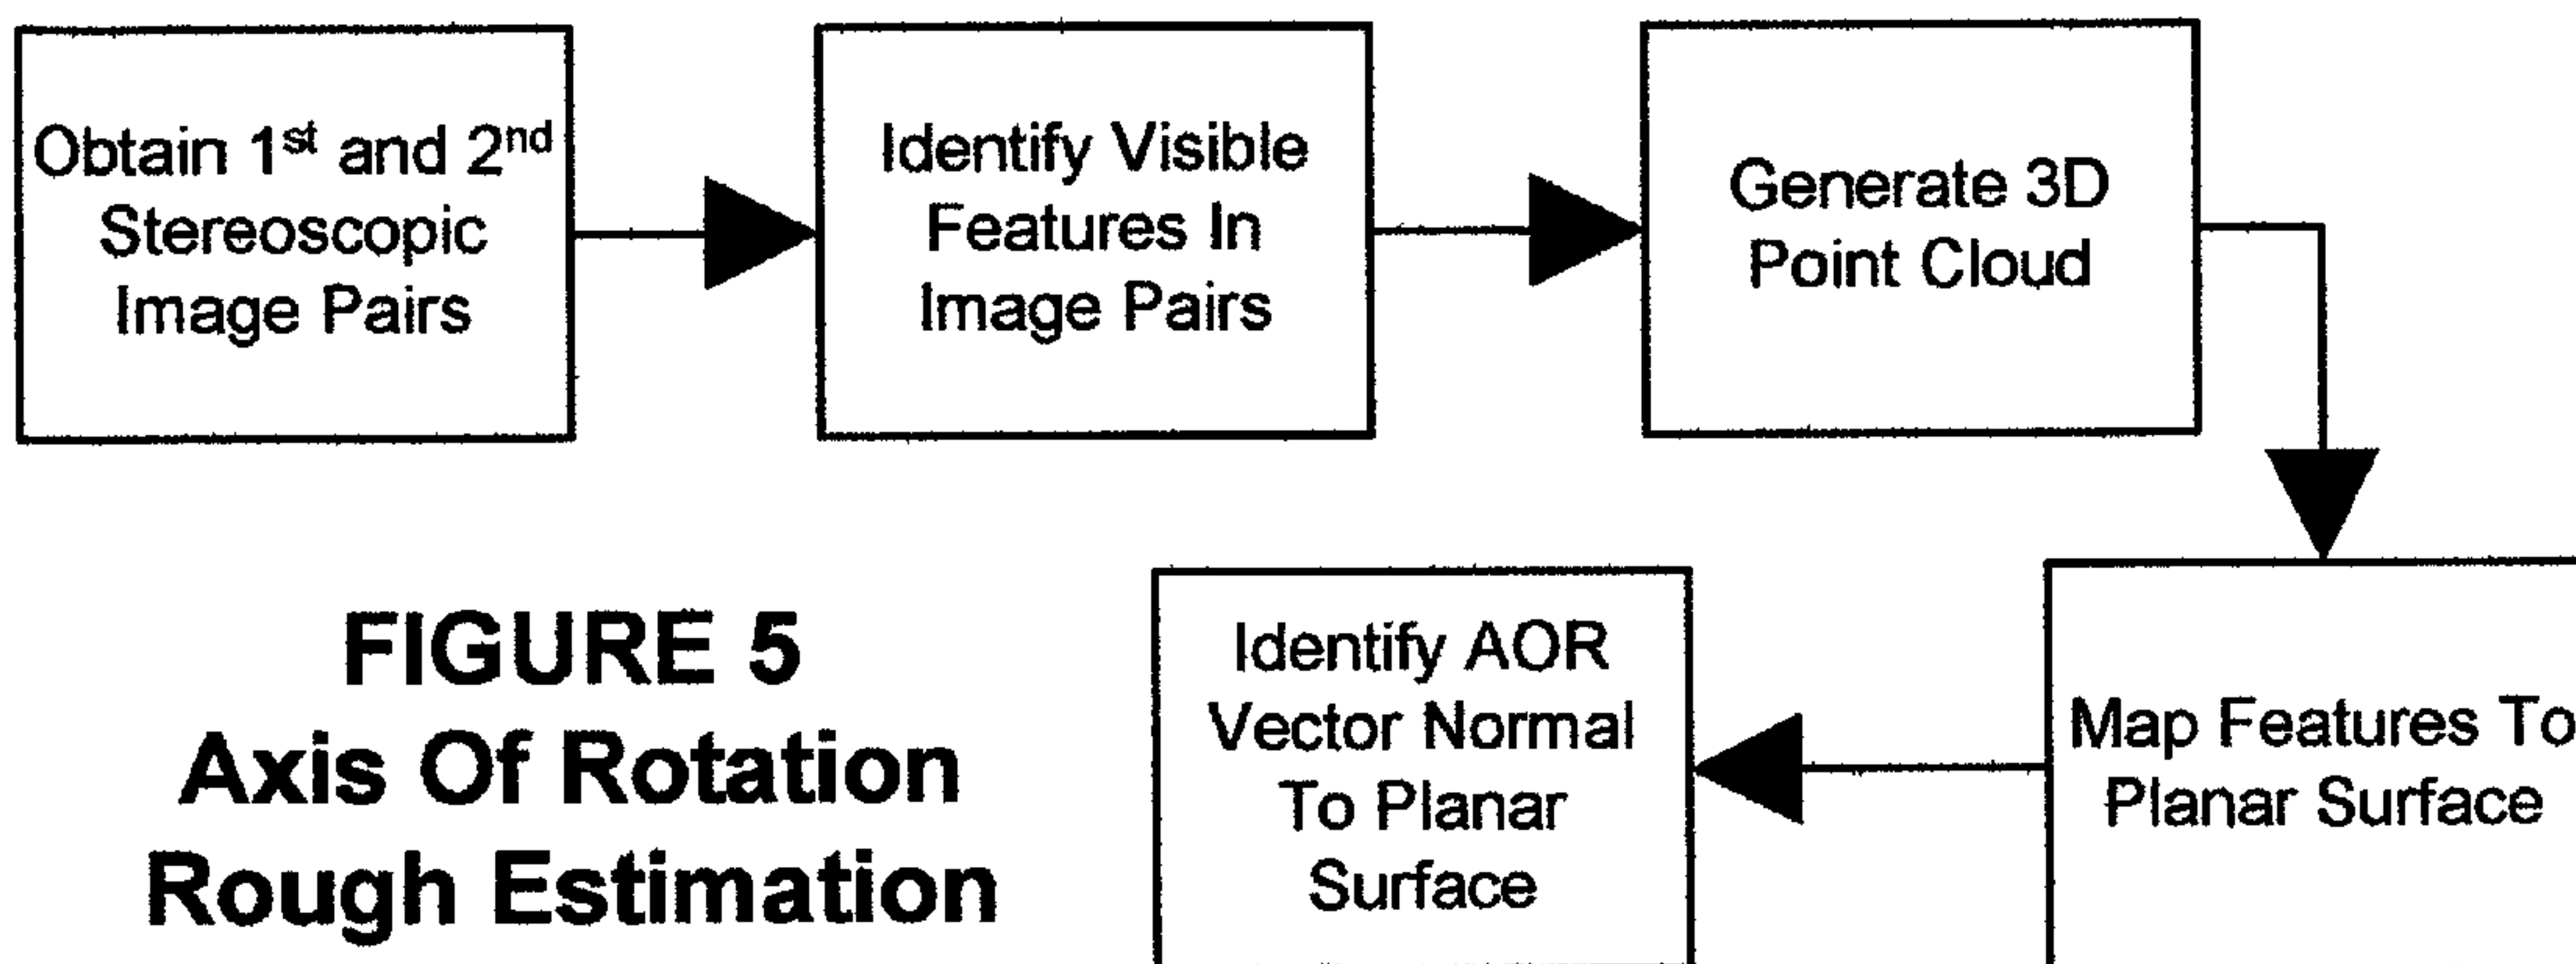 Obtain 1st and 2nd
Stereoscopic
Image Pairs
Identify Visible
Features In
Image Pairs
Generate 3D
Point Cloud
Map Features To
Planar Surface
Identify AOR
Vector Normal
To Planar
Surface
FIGURE 5
Axis Of Rotation
Rough Estimation